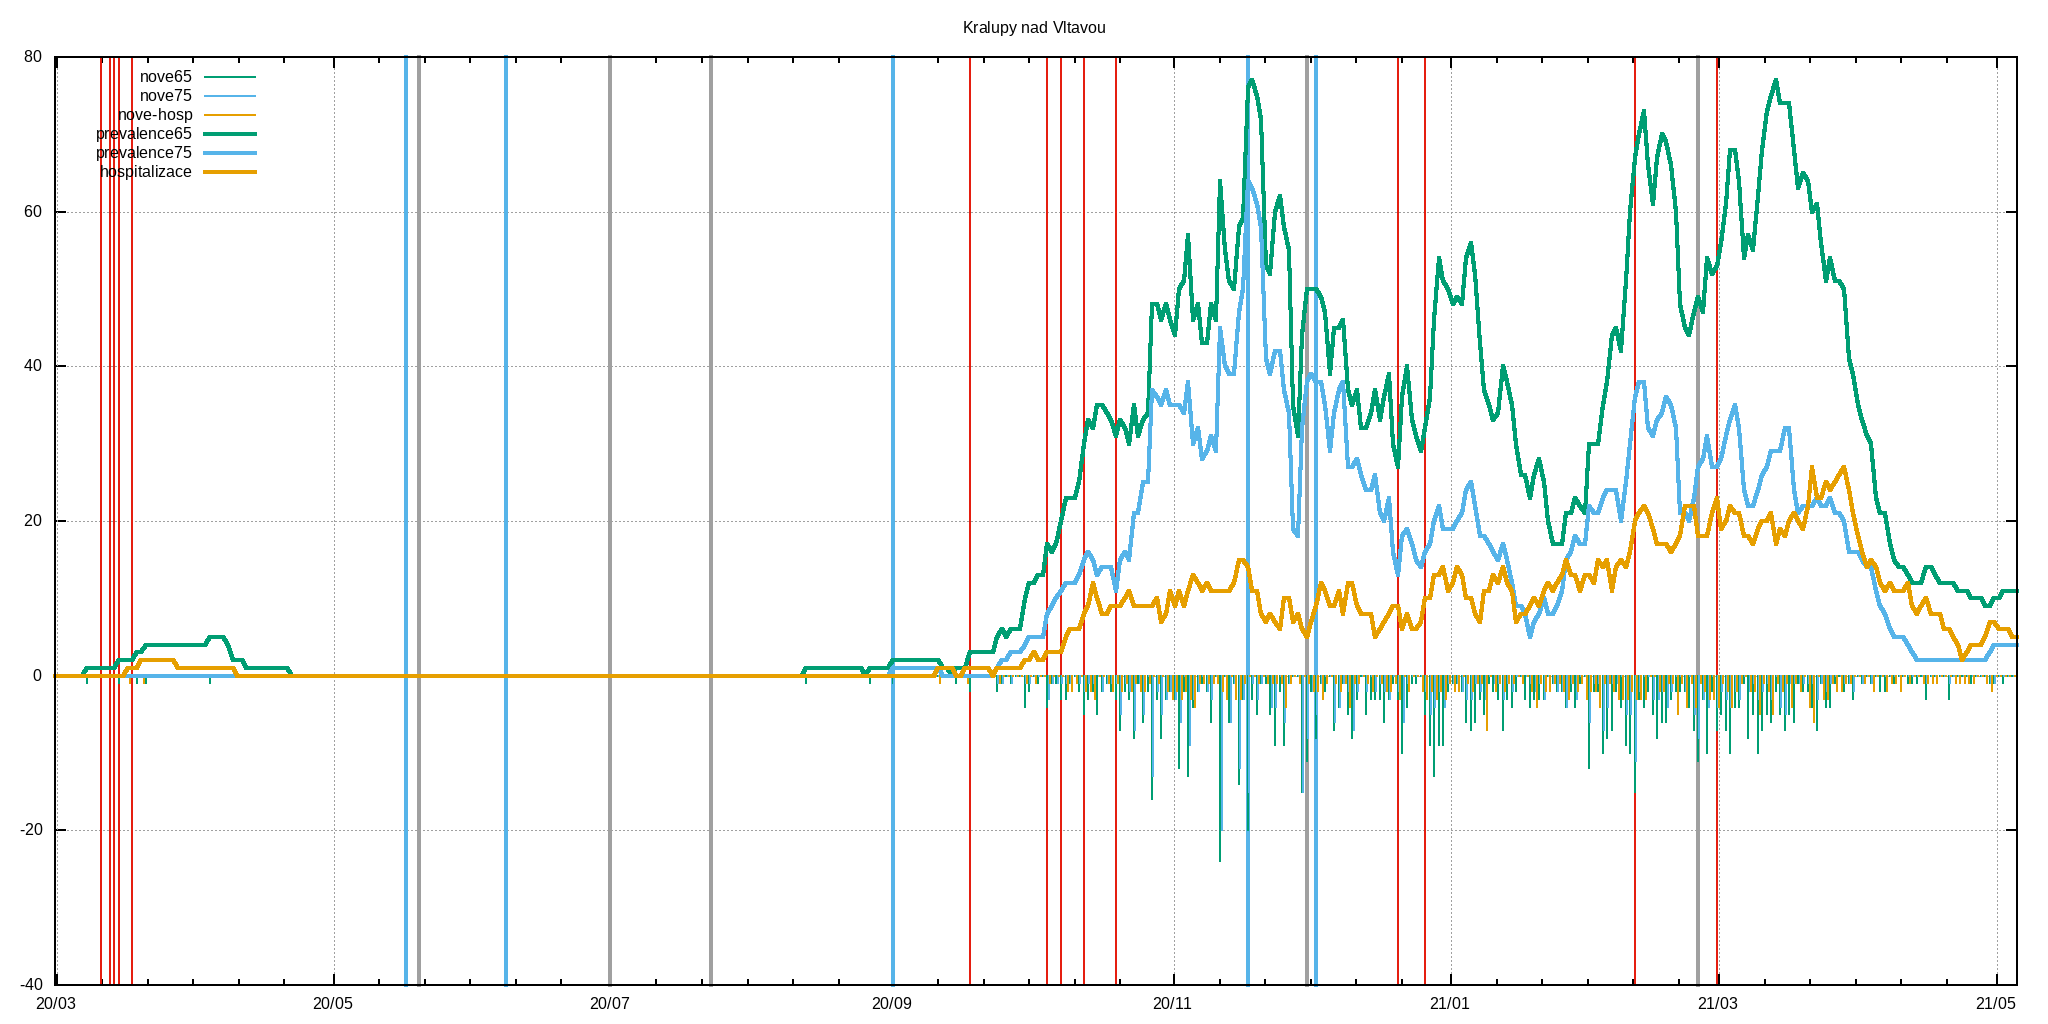 Kralupy nad Vltavou
80
60
40
20
0
-20
-40
nove65
nove75
nove-hosp
prevalence65
prevalence75
hospitalizace
20/03
20/05
20/07
20/09
20/11
21/01
21/03
21/05